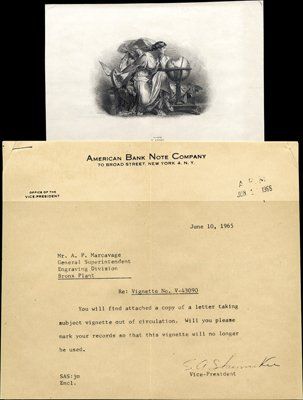 AMERICAN BANK NOTE COMPANY
70 BROAD STREET, NEW YORK 4, N. Y.
OFFICE OF THE
VICE-PRESIDENT
June 10, 1965
Mr. A. P. Marcavage
General Superintendent
Engraving Division
Bronx Plant
Re: Vignette No. V-43090
You will find attached a copy of a letter taking
subject vignette out of circulation. Will you please
mark your records so that this vignette will no longer
be used.
Vice-President
SAS:jo
Encl.